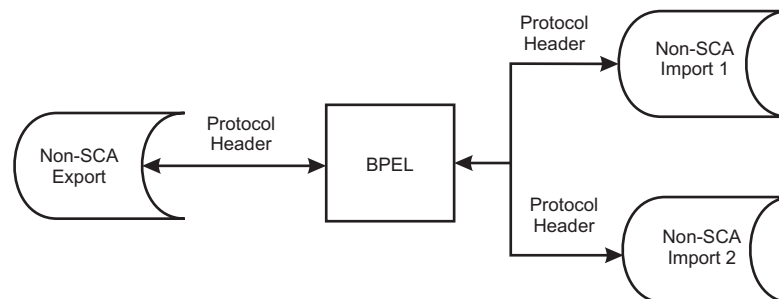 Protocol
Header
Non-SCA
Import 1
Protocol
Header
Non-SCA
Export
BPEL
Protocol
Header
Non-SCA
Import 2